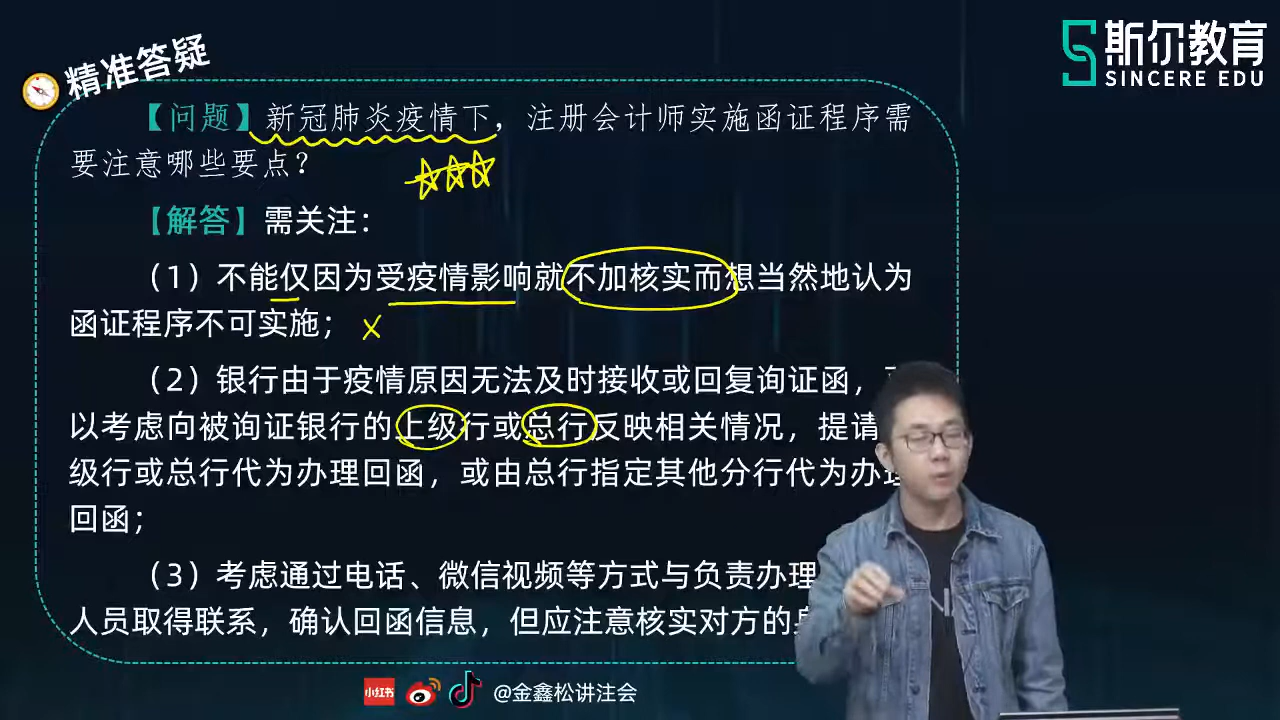 精准答疑
斯尔教育
SINCERE EDU
【问题】新冠肺炎疫情下，注册会计师实施函证程序需
要注意哪些要点？
【解答】需关注：
（1）不能仅因为受疫情影响就不加核实而想当然地认为
函证程序不可实施；
（2）银行由于疫情原因无法及时接收或回复询证函，
以考虑向被询证银行的上级行或总行反映相关情况，提请
级行或总行代为办理回函，或由总行指定其他分行代为办理
回函；
（3）考虑通过电话、微信视频等方式与负责办理
人员取得联系，确认回函信息，但应注意核实对方的
小红书
@金鑫松讲注会